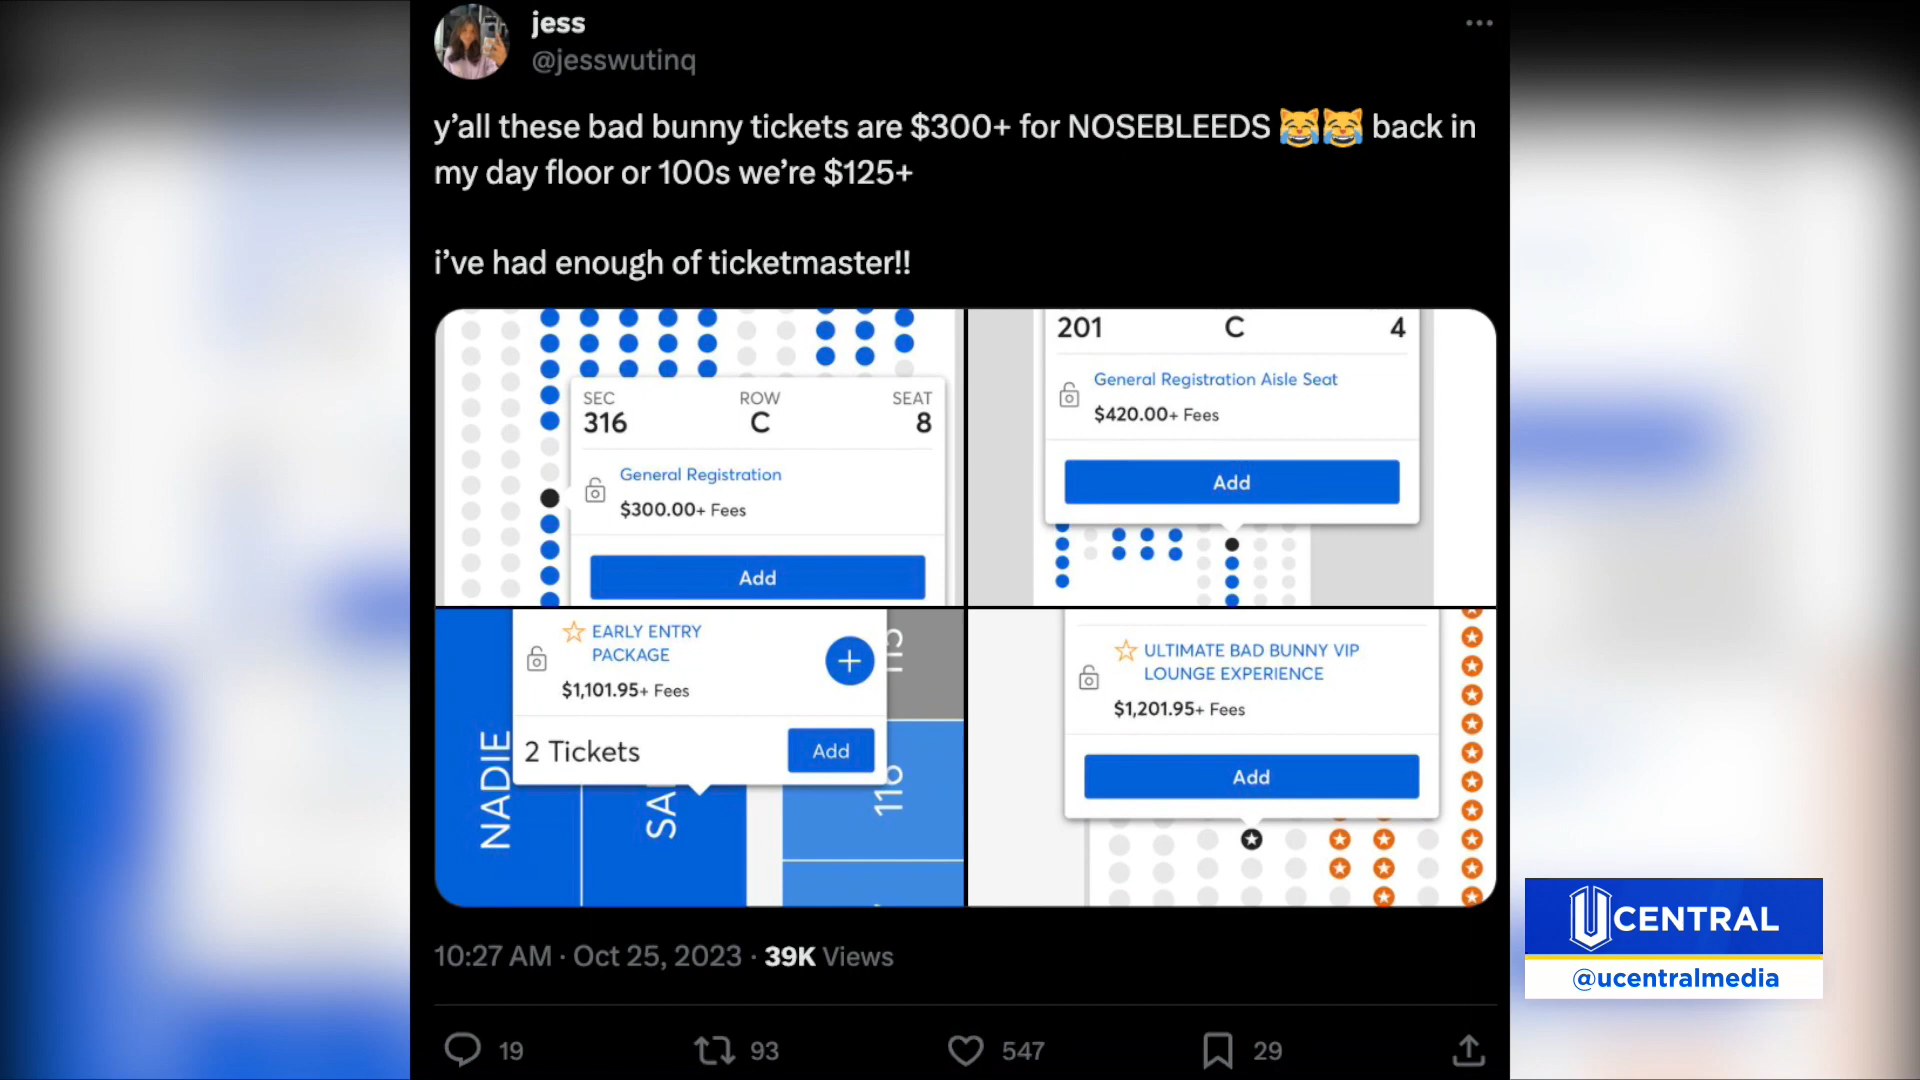 jess
@jesswutinq
y'all these bad bunny tickets are $300+ for NOSEBLEEDS 😹😹 back in
my day floor or 100s we're $125+
i've had enough of ticketmaster!!
SEC ROW SEAT
316 C 8
General Registration
$300.00+ Fees
Add
201 C 4
General Registration Aisle Seat
$420.00+ Fees
Add
EARLY ENTRY
PACKAGE
$1,101.95+ Fees
2 Tickets Add
NADIE
SA
115
116
ULTIMATE BAD BUNNY VIP
LOUNGE EXPERIENCE
$1,201.95+ Fees
Add
10:27 AM · Oct 25, 2023 · 39K Views
19 93 547 29
UCENTRAL
@ucentralmedia